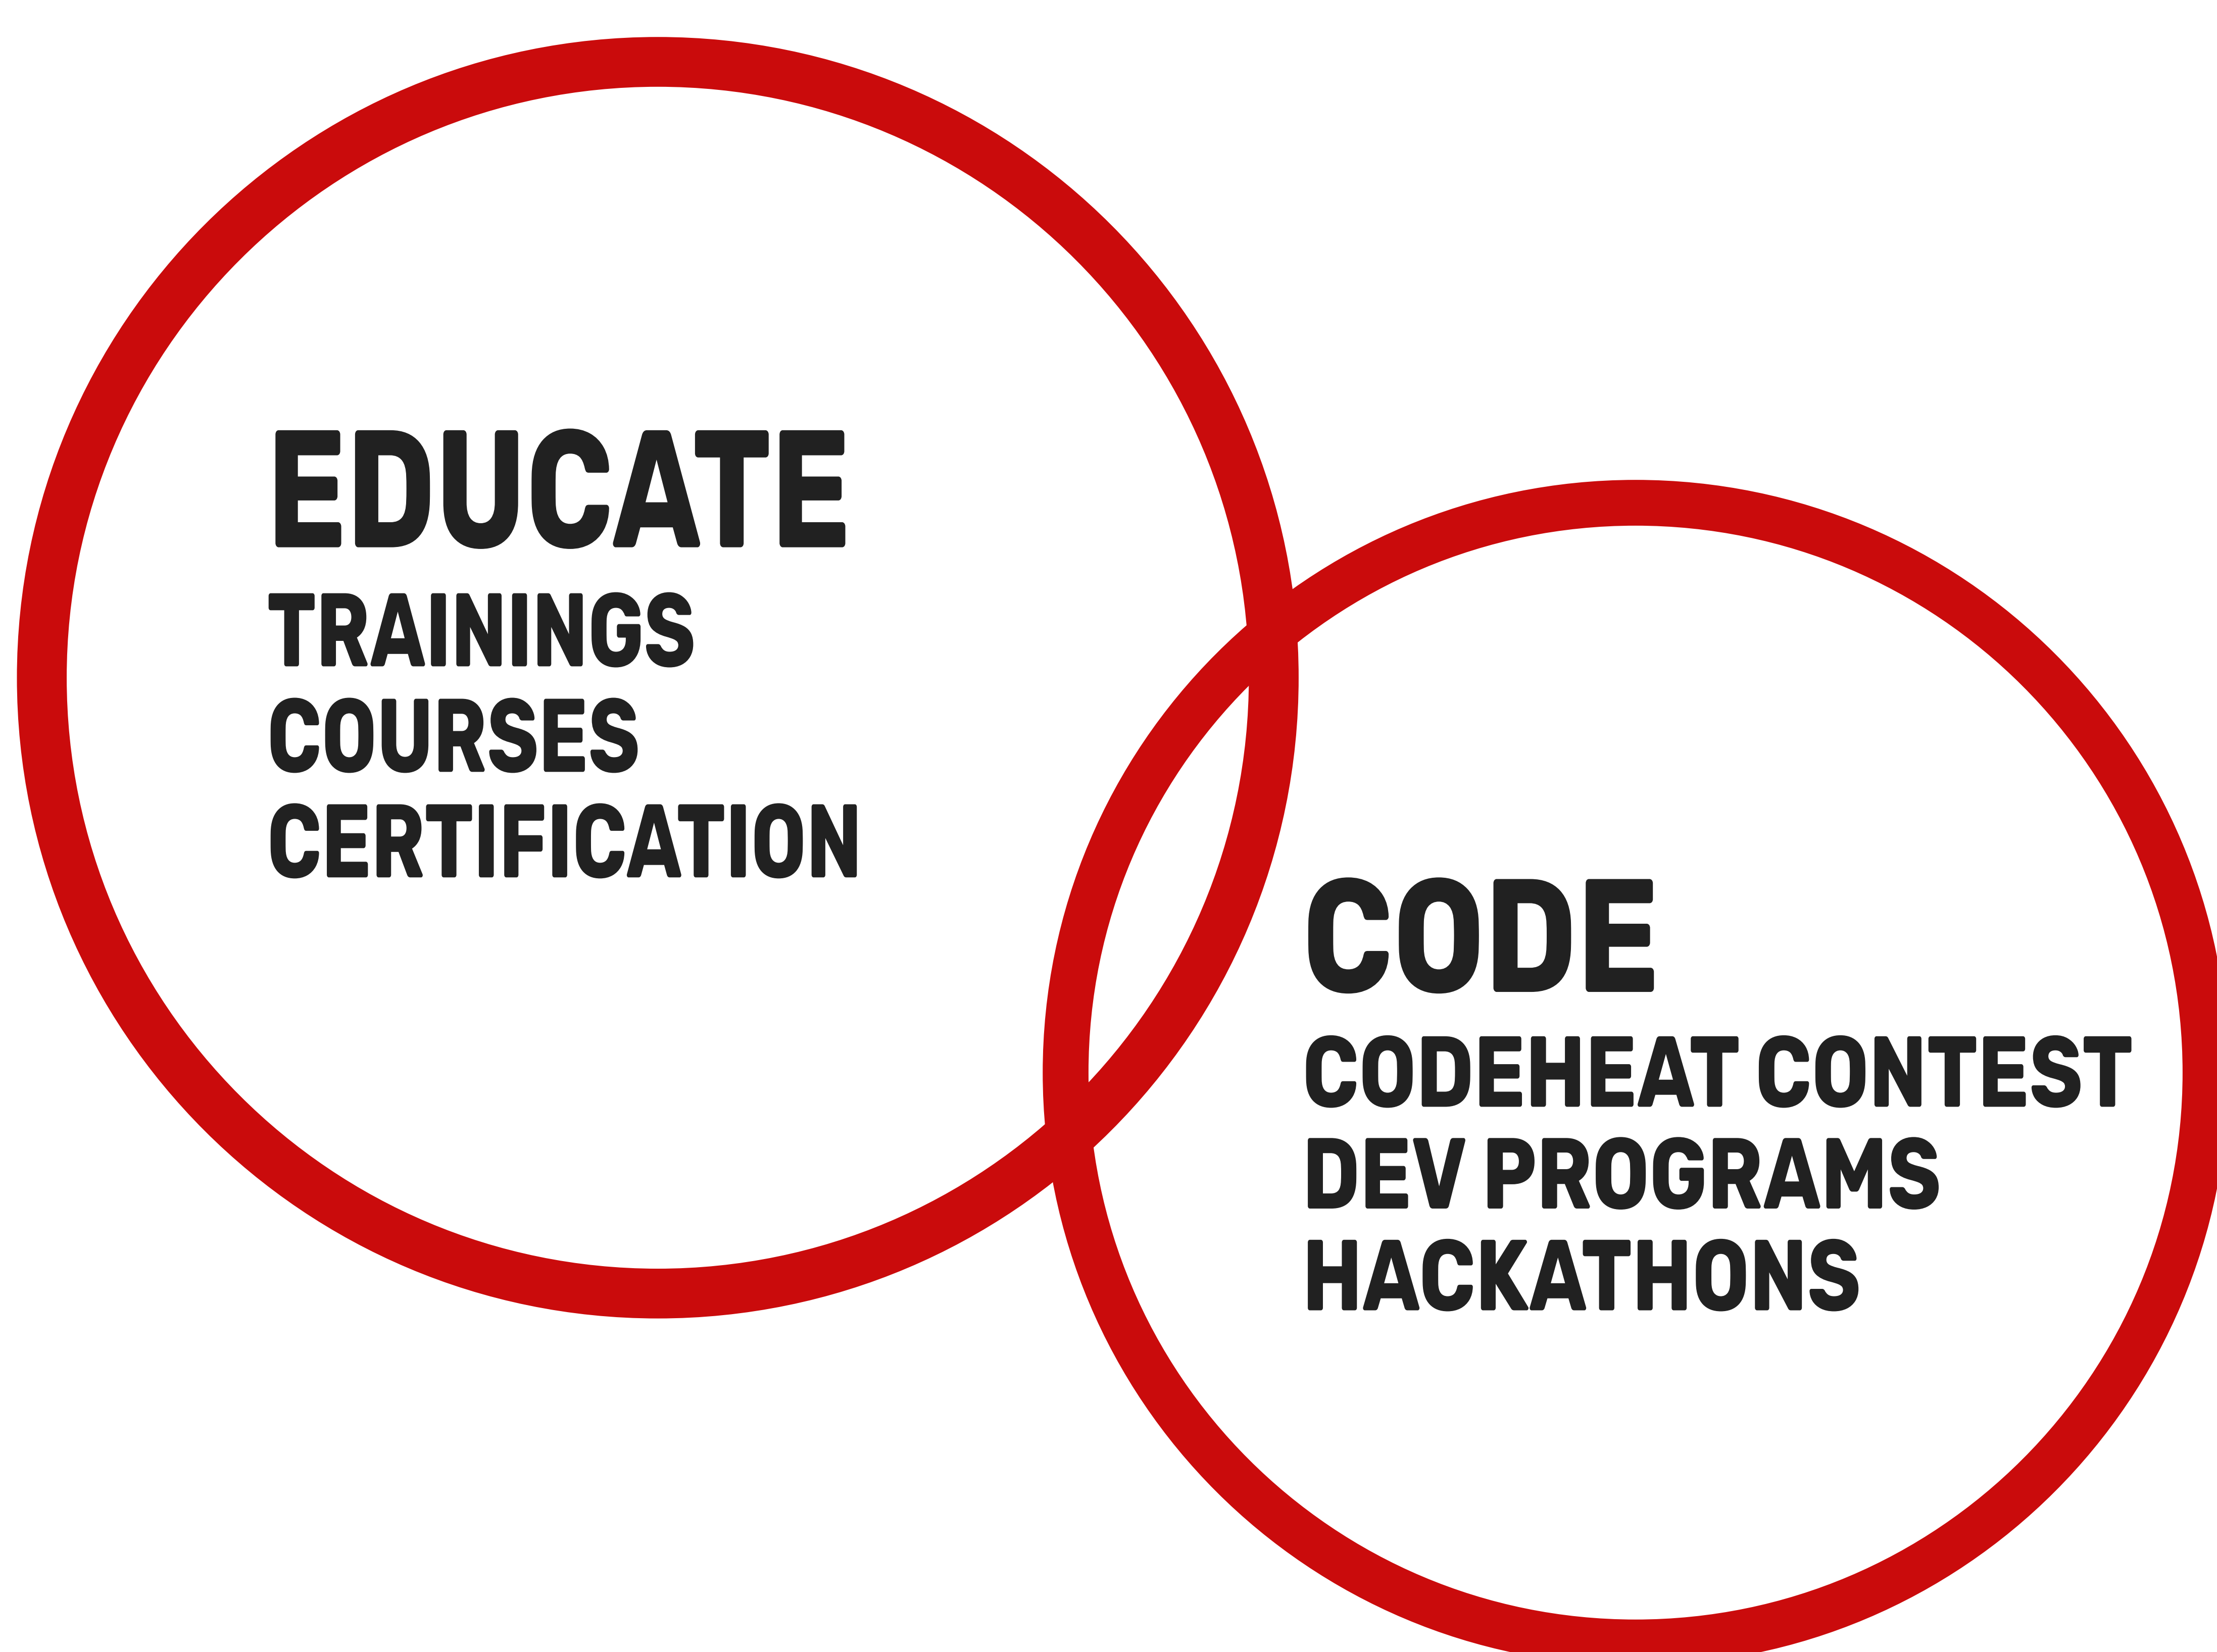 EDUCATE
TRAININGS
COURSES
CERTIFICATION
CODE
CODEHEAT CONTEST
DEV PROGRAMS
HACKATHONS